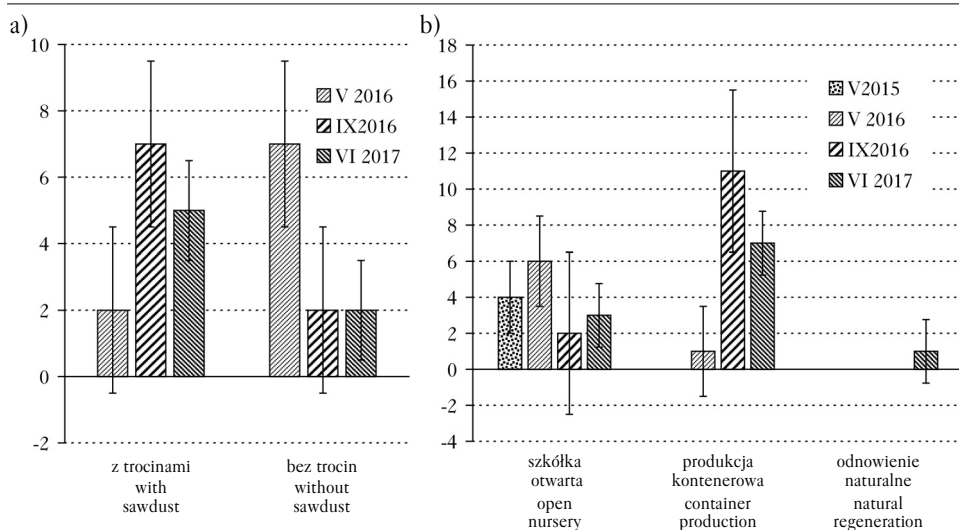 a)
10
8
6
4
2
0
-2
V 2016
IX2016
VI 2017
z trocinami
with
sawdust
bez trocin
without
sawdust
b)
18
16
14
12
10
8
6
4
2
0
-2
-4
V2015
V 2016
IX2016
VI 2017
szkółka
otwarta
open
nursery
produkcja
kontenerowa
container
production
odnowienie
naturalne
natural
regeneration